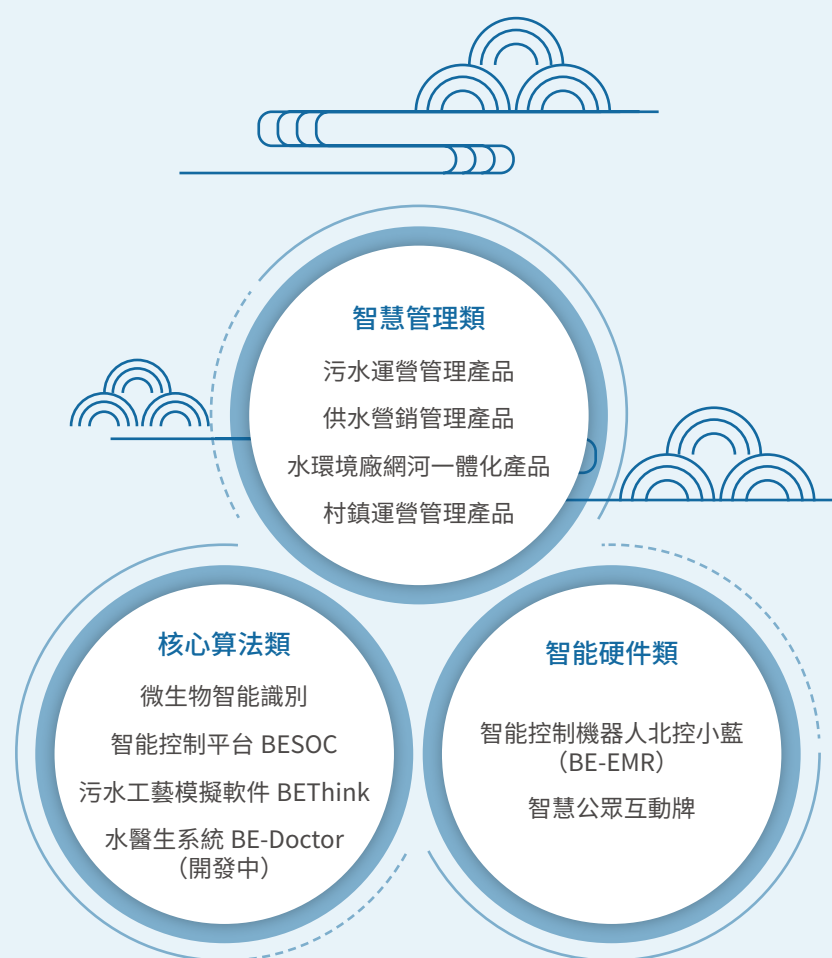 智慧管理類
污水運營管理產品
供水營銷管理產品
水環境廠網河一體化產品
村鎮運營管理產品
核心算法類
微生物智能識別
智能控制平台 BESOC
污水工藝模擬軟件 BEThink
水醫生系統 BE-Doctor
（開發中）
智能硬件類
智能控制機器人北控小藍
（BE-EMR）
智慧公眾互動牌